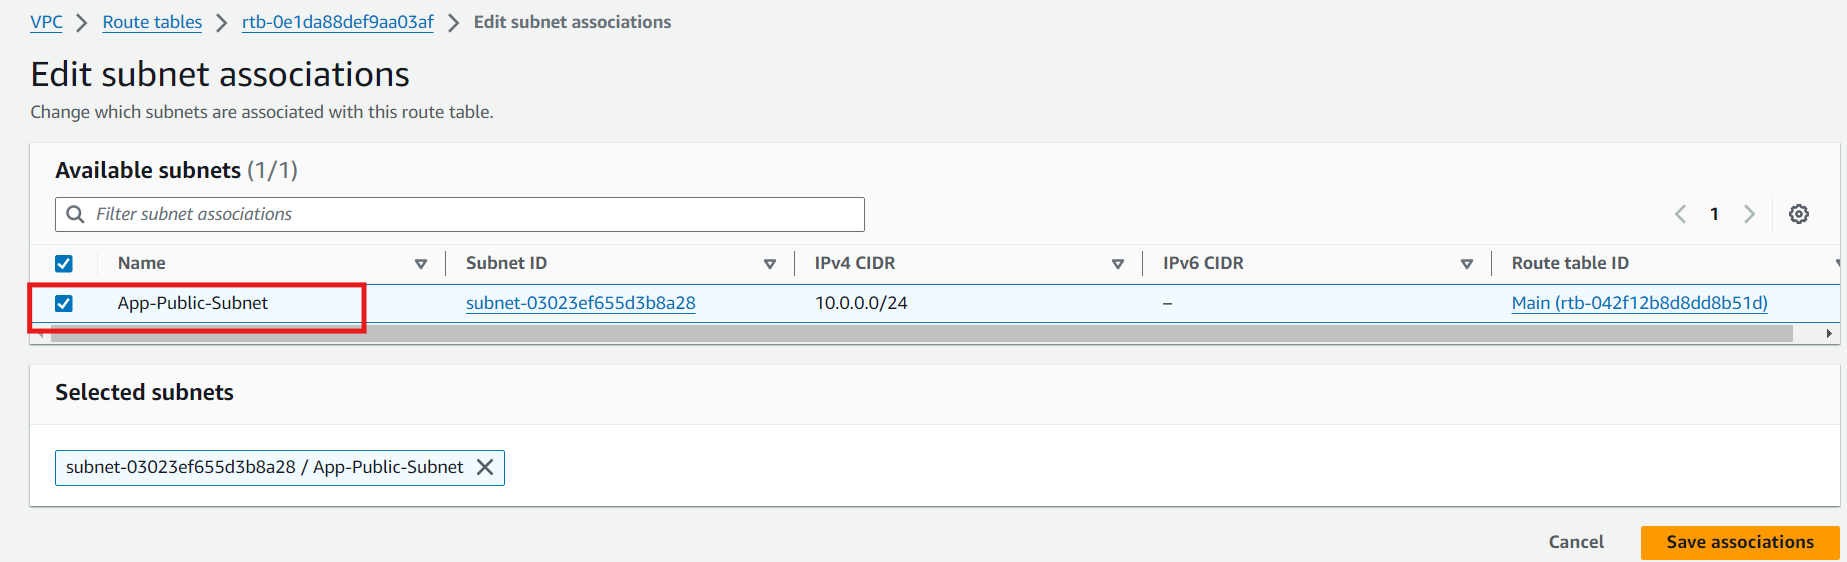 VPC > Route tables > rtb-0e1da88def9aa03af > Edit subnet associations
Edit subnet associations
Change which subnets are associated with this route table.
Available subnets (1/1)
Filter subnet associations
1
Name Subnet ID IPv4 CIDR IPv6 CIDR Route table ID
App-Public-Subnet subnet-03023ef655d3b8a28 10.0.0.0/24 – Main (rtb-042f12b8d8dd8b51d)
Selected subnets
subnet-03023ef655d3b8a28 / App-Public-Subnet
Cancel Save associations